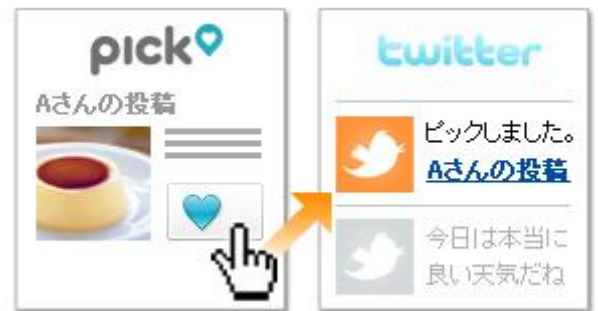 pick
Aさんの投稿
twitter
ピックしました。
Aさんの投稿
今日は本当に
良い天気だね